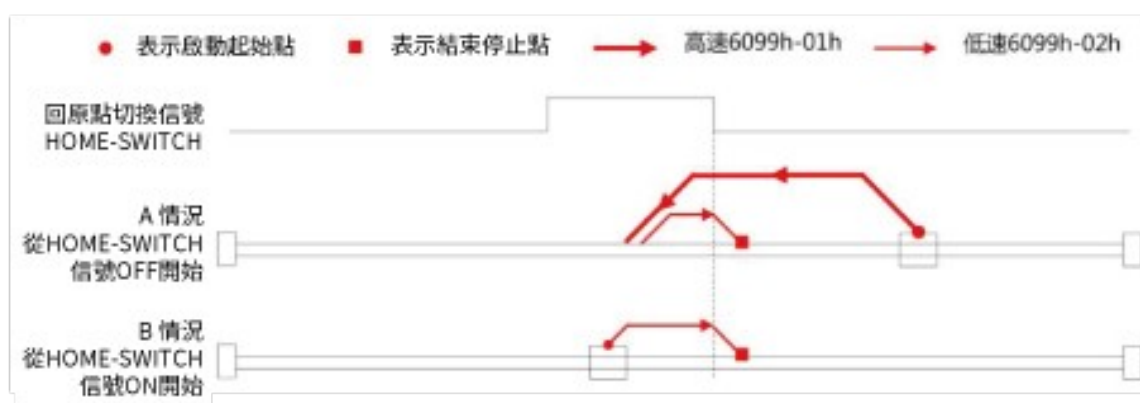 表示啟動起始點 表示結束停止點 高速6099h-01h 低速6099h-02h
回原點切換信號
HOME-SWITCH
A 情況
從HOME-SWITCH
信號OFF開始
B 情況
從HOME-SWITCH
信號ON開始